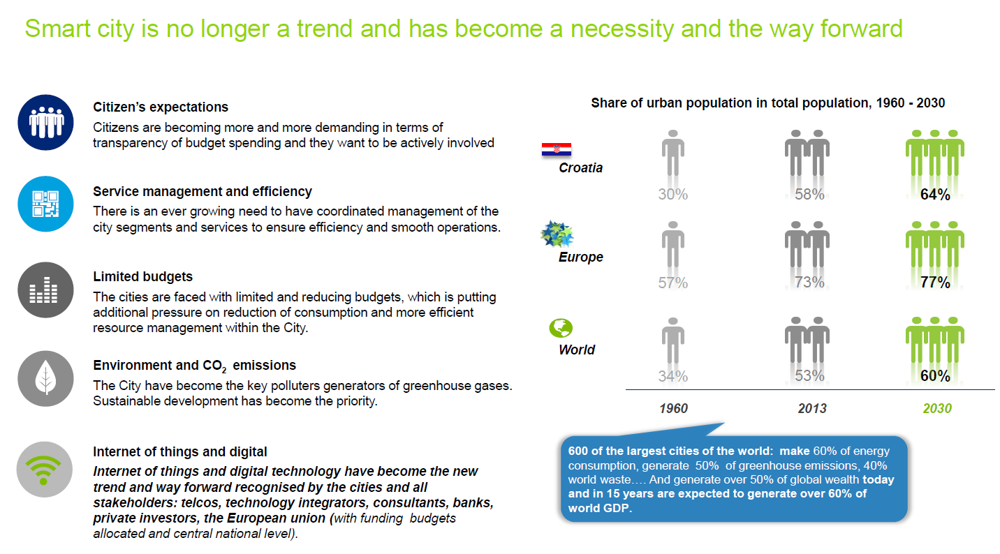 Smart city is no longer a trend and has become a necessity and the way forward
Citizen's expectations
Citizens are becoming more and more demanding in terms of
transparency of budget spending and they want to be actively involved
Service management and efficiency
There is an ever growing need to have coordinated management of the
city segments and services to ensure efficiency and smooth operations.
Limited budgets
The cities are faced with limited and reducing budgets, which is putting
additional pressure on reduction of consumption and more efficient
resource management within the City.
Environment and CO₂ emissions
The City have become the key polluters generators of greenhouse gases.
Sustainable development has become the priority.
Internet of things and digital
Internet of things and digital technology have become the new
trend and way forward recognised by the cities and all
stakeholders: telcos, technology integrators, consultants, banks,
private investors, the European union (with funding budgets
allocated and central national level).
Share of urban population in total population, 1960 - 2030
Croatia
30% 58% 64%
Europe
57% 73% 77%
World
34% 53% 60%
1960 2013 2030
600 of the largest cities of the world: make 60% of energy
consumption, generate 50% of greenhouse emissions, 40%
world waste…. And generate over 50% of global wealth today
and in 15 years are expected to generate over 60% of
world GDP.